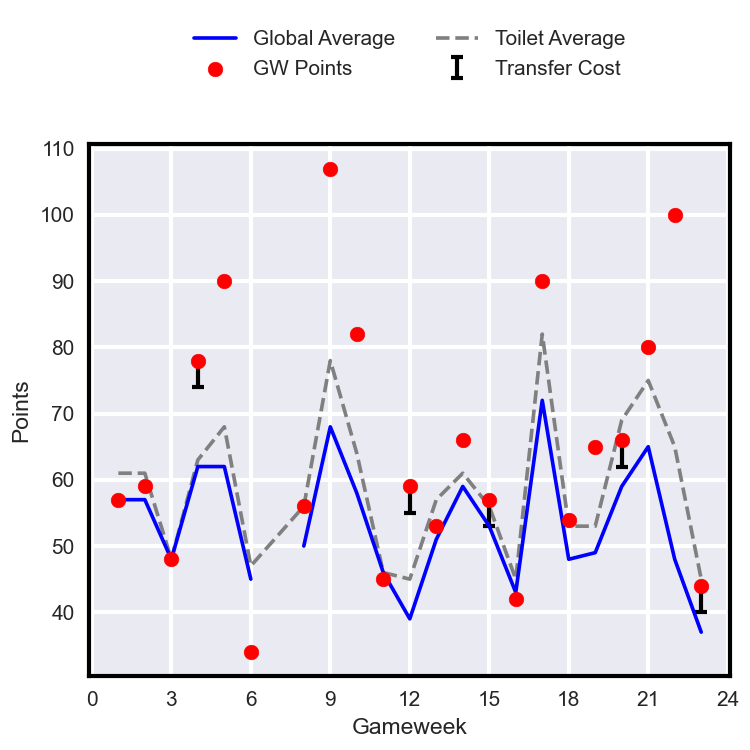 Global Average
Toilet Average
GW Points
Transfer Cost
110
100
90
80
70
60
50
40
Points
0 3 6 9 12 15 18 21 24
Gameweek